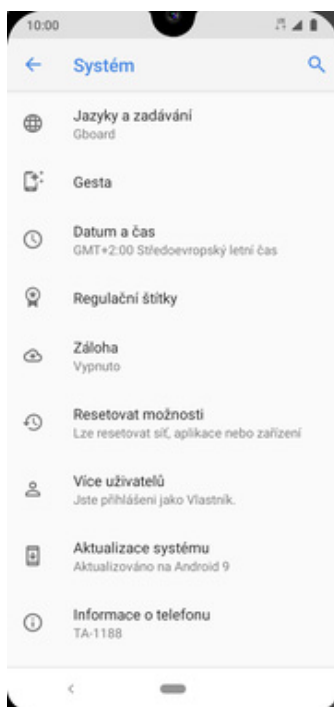 10:00
Systém
Jazyky a zadávání
Gboard
Gesta
Datum a čas
GMT+2:00 Středoevropský letní čas
Regulační štítky
Záloha
Vypnuto
Resetovat možnosti
Lze resetovat síť, aplikace nebo zařízení
Více uživatelů
Jste přihlášeni jako Vlastník.
Aktualizace systému
Aktualizováno na Android 9
Informace o telefonu
TA-1188